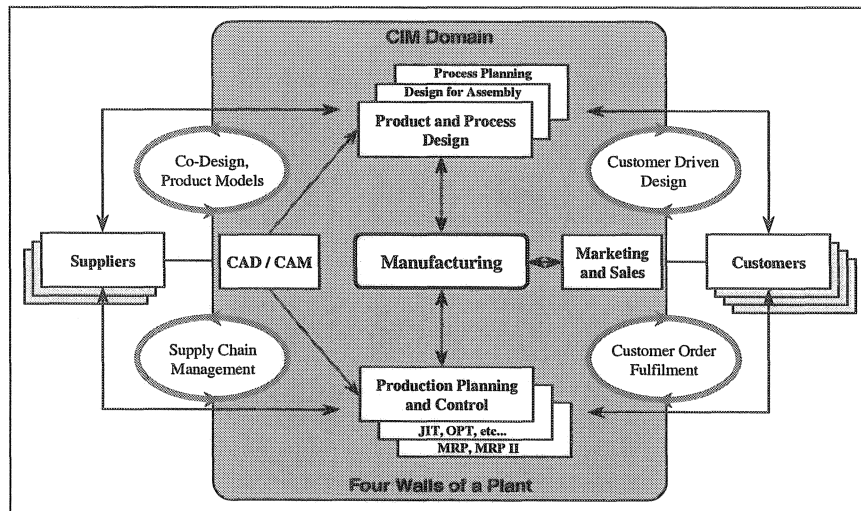 CIM Domain
Process Planning
Design for Assembly
Product and Process
Design
Co-Design,
Product Models
Customer Driven
Design
Suppliers
CAD / CAM
Manufacturing
Marketing
and Sales
Customers
Supply Chain
Management
Customer Order
Fulfilment
Production Planning
and Control
JIT, OPT, etc...
MRP, MRP II
Four Walls of a Plant